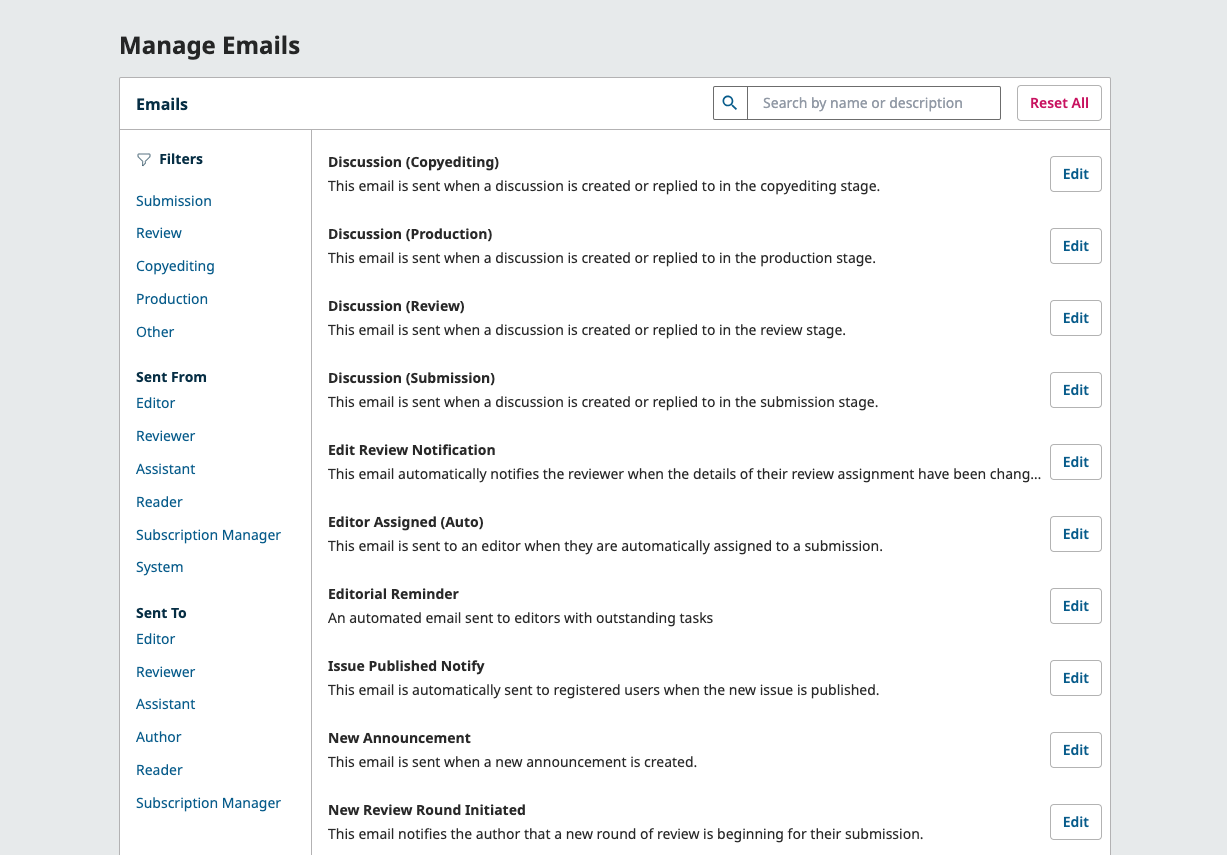 Manage Emails
Emails
Search by name or description
Reset All
Filters
Submission
Review
Copyediting
Production
Other
Sent From
Editor
Reviewer
Assistant
Reader
Subscription Manager
System
Sent To
Editor
Reviewer
Assistant
Author
Reader
Subscription Manager
Discussion (Copyediting)
This email is sent when a discussion is created or replied to in the copyediting stage.
Edit
Discussion (Production)
This email is sent when a discussion is created or replied to in the production stage.
Edit
Discussion (Review)
This email is sent when a discussion is created or replied to in the review stage.
Edit
Discussion (Submission)
This email is sent when a discussion is created or replied to in the submission stage.
Edit
Edit Review Notification
This email automatically notifies the reviewer when the details of their review assignment have been chang...
Edit
Editor Assigned (Auto)
This email is sent to an editor when they are automatically assigned to a submission.
Edit
Editorial Reminder
An automated email sent to editors with outstanding tasks
Edit
Issue Published Notify
This email is automatically sent to registered users when the new issue is published.
Edit
New Announcement
This email is sent when a new announcement is created.
Edit
New Review Round Initiated
This email notifies the author that a new round of review is beginning for their submission.
Edit